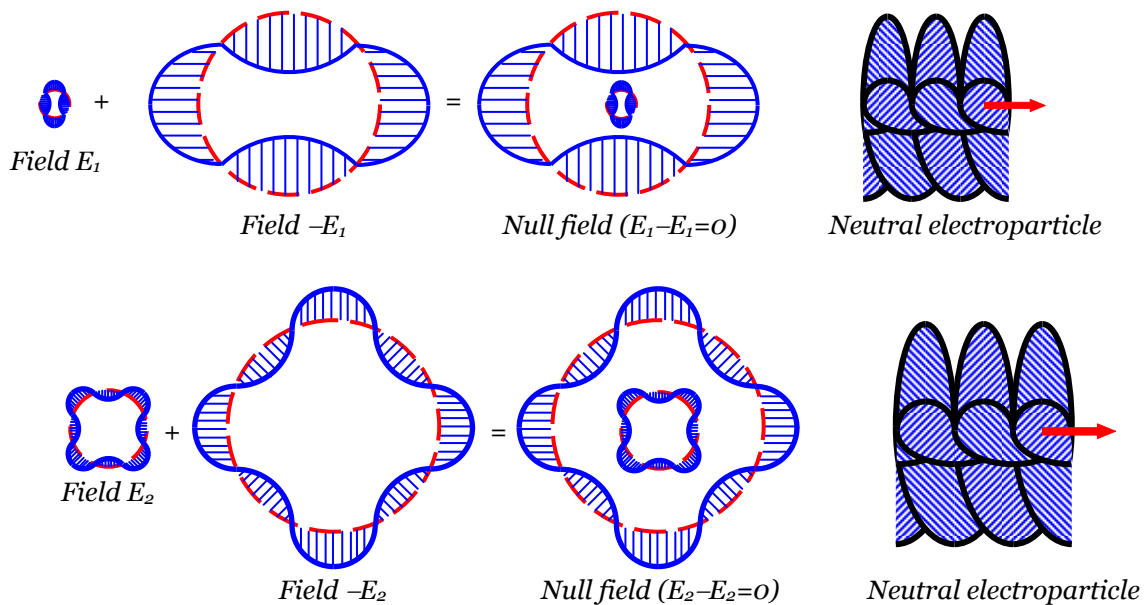 + =
Field E₁
Field –E₁
Null field (E₁–E₁=0)
Neutral electroparticle
+ =
Field E₂
Field –E₂
Null field (E₂–E₂=0)
Neutral electroparticle